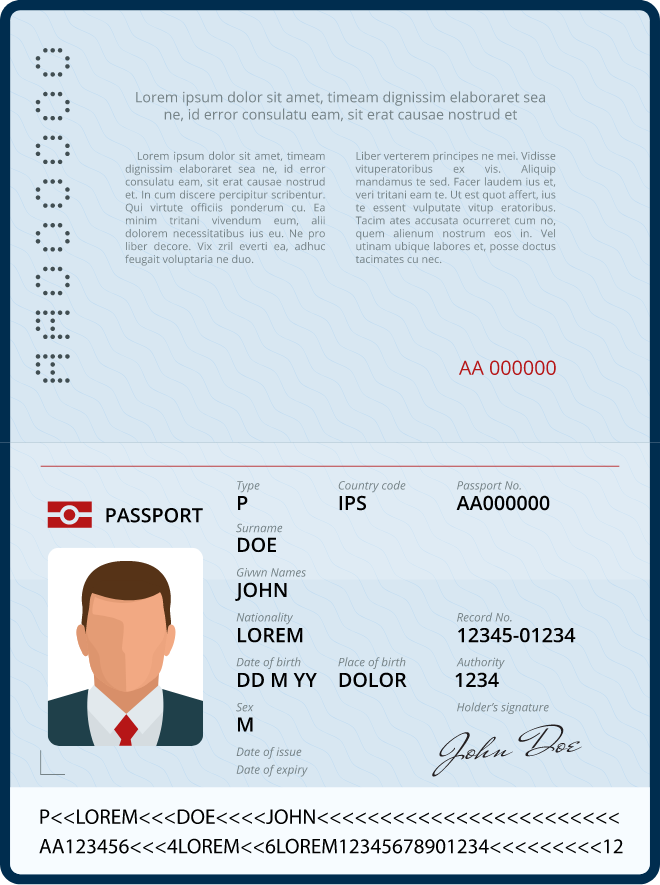 AA000000
Lorem ipsum dolor sit amet, timeam dignissim elaboraret sea
ne, id error consulatu eam, sit erat causae nostrud et
Lorem ipsum dolor sit amet, timeam
dignissim elaboraret sea ne, id error
consulatu eam, sit erat causae nostrud
et. In cum discere percipitur scribentur.
Qui virtute officiis ponderum cu. Ea
minim tritani vivendum eum, alii
dolorem necessitatibus ius eu. Ne pro
liber decore. Vix zril everti ea, adhuc
feugait voluptaria ne duo.
Liber verterem principes ne mei. Vidisse
vituperatoribus ex vis. Aliquip
mandamus te sed. Facer laudem ius et,
veri tritani eam te. Ut est quot affert, ius
te essent vulputate vitup eratoribus.
Tacim ates accusata ocurreret cum no,
quem alienum nostrum eos in. Vel
utinam ubique labores et, posse doctus
tacimates cu nec.
AA 000000
PASSPORT
Type Country code Passport No.
P IPS AA000000
Surname
DOE
Givwn Names
JOHN
Nationality Record No.
LOREM 12345-01234
Date of birth Place of birth Authority
DD M YY DOLOR 1234
Sex Holder's signature
M
John Doe
Date of issue
Date of expiry
P<<LOREM<<<DOE<<<<JOHN<<<<<<<<<<<<<<<<<<<<<<<<
AA123456<<<4LOREM<<6LOREM12345678901234<<<<<<<<<12